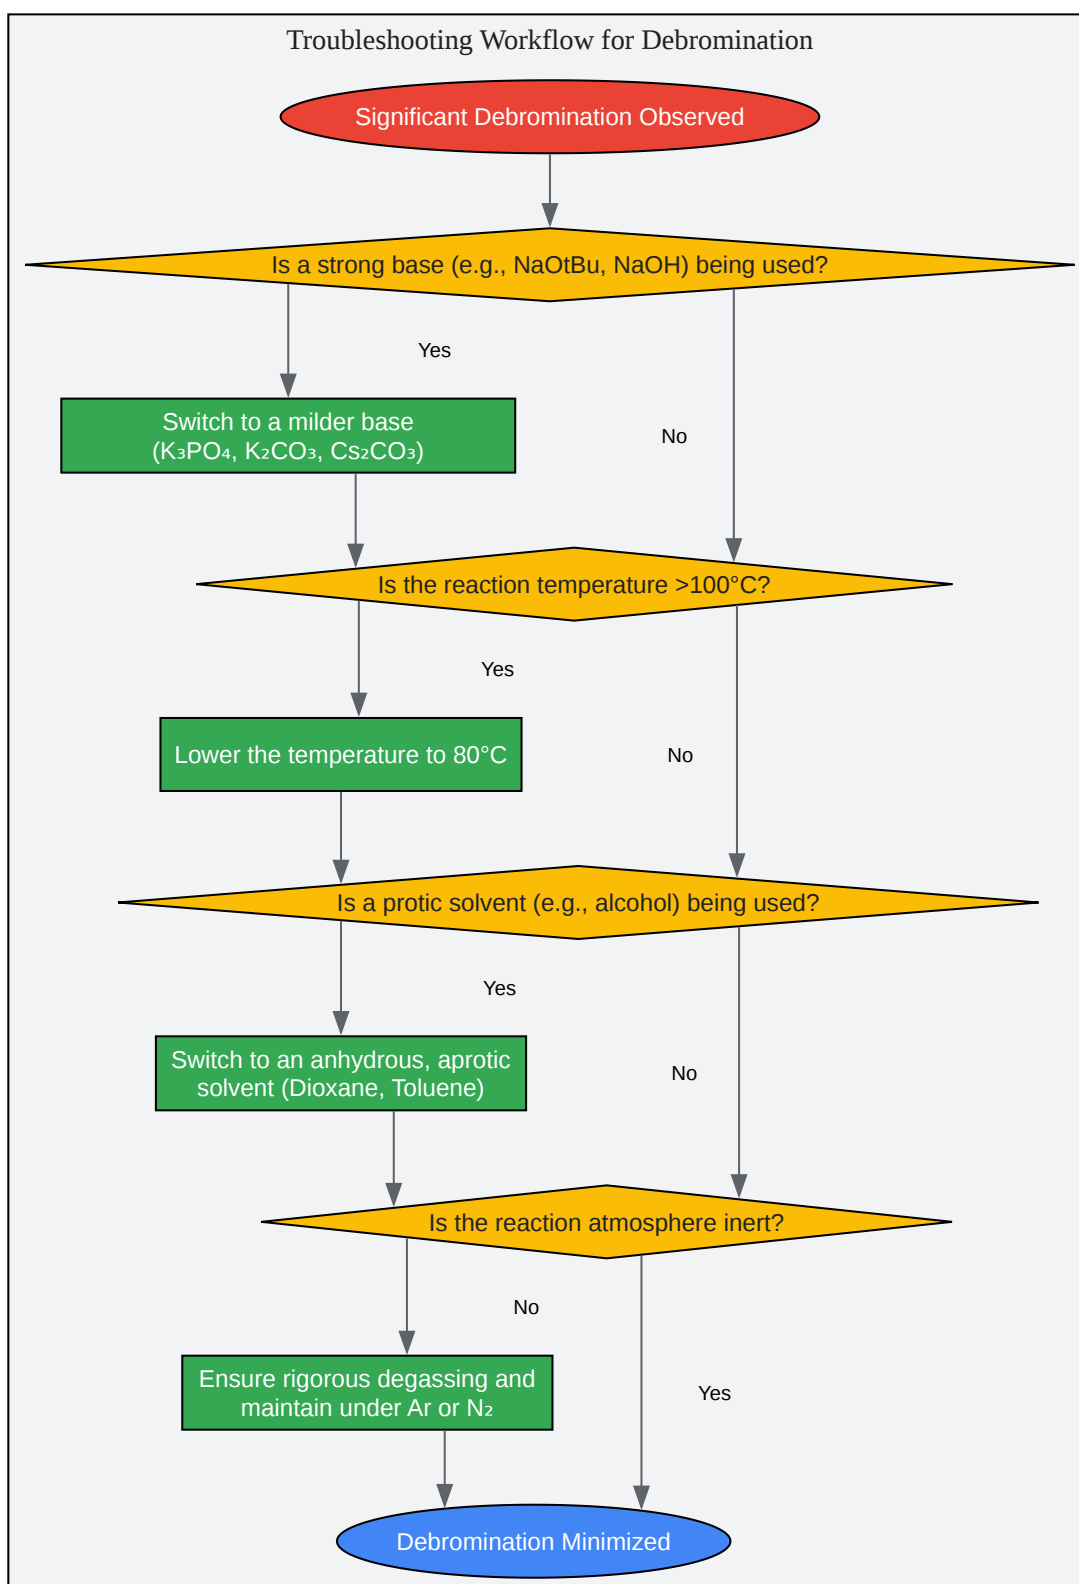 Troubleshooting Workflow for Debromination
Significant Debromination Observed
Is a strong base (e.g., NaOtBu, NaOH) being used?
Yes
Switch to a milder base
(K₃PO₄, K₂CO₃, Cs₂CO₃)
No
Is the reaction temperature >100°C?
Yes
Lower the temperature to 80°C
No
Is a protic solvent (e.g., alcohol) being used?
Yes
Switch to an anhydrous, aprotic
solvent (Dioxane, Toluene)
No
Is the reaction atmosphere inert?
No
Ensure rigorous degassing and
maintain under Ar or N₂
Yes
Debromination Minimized